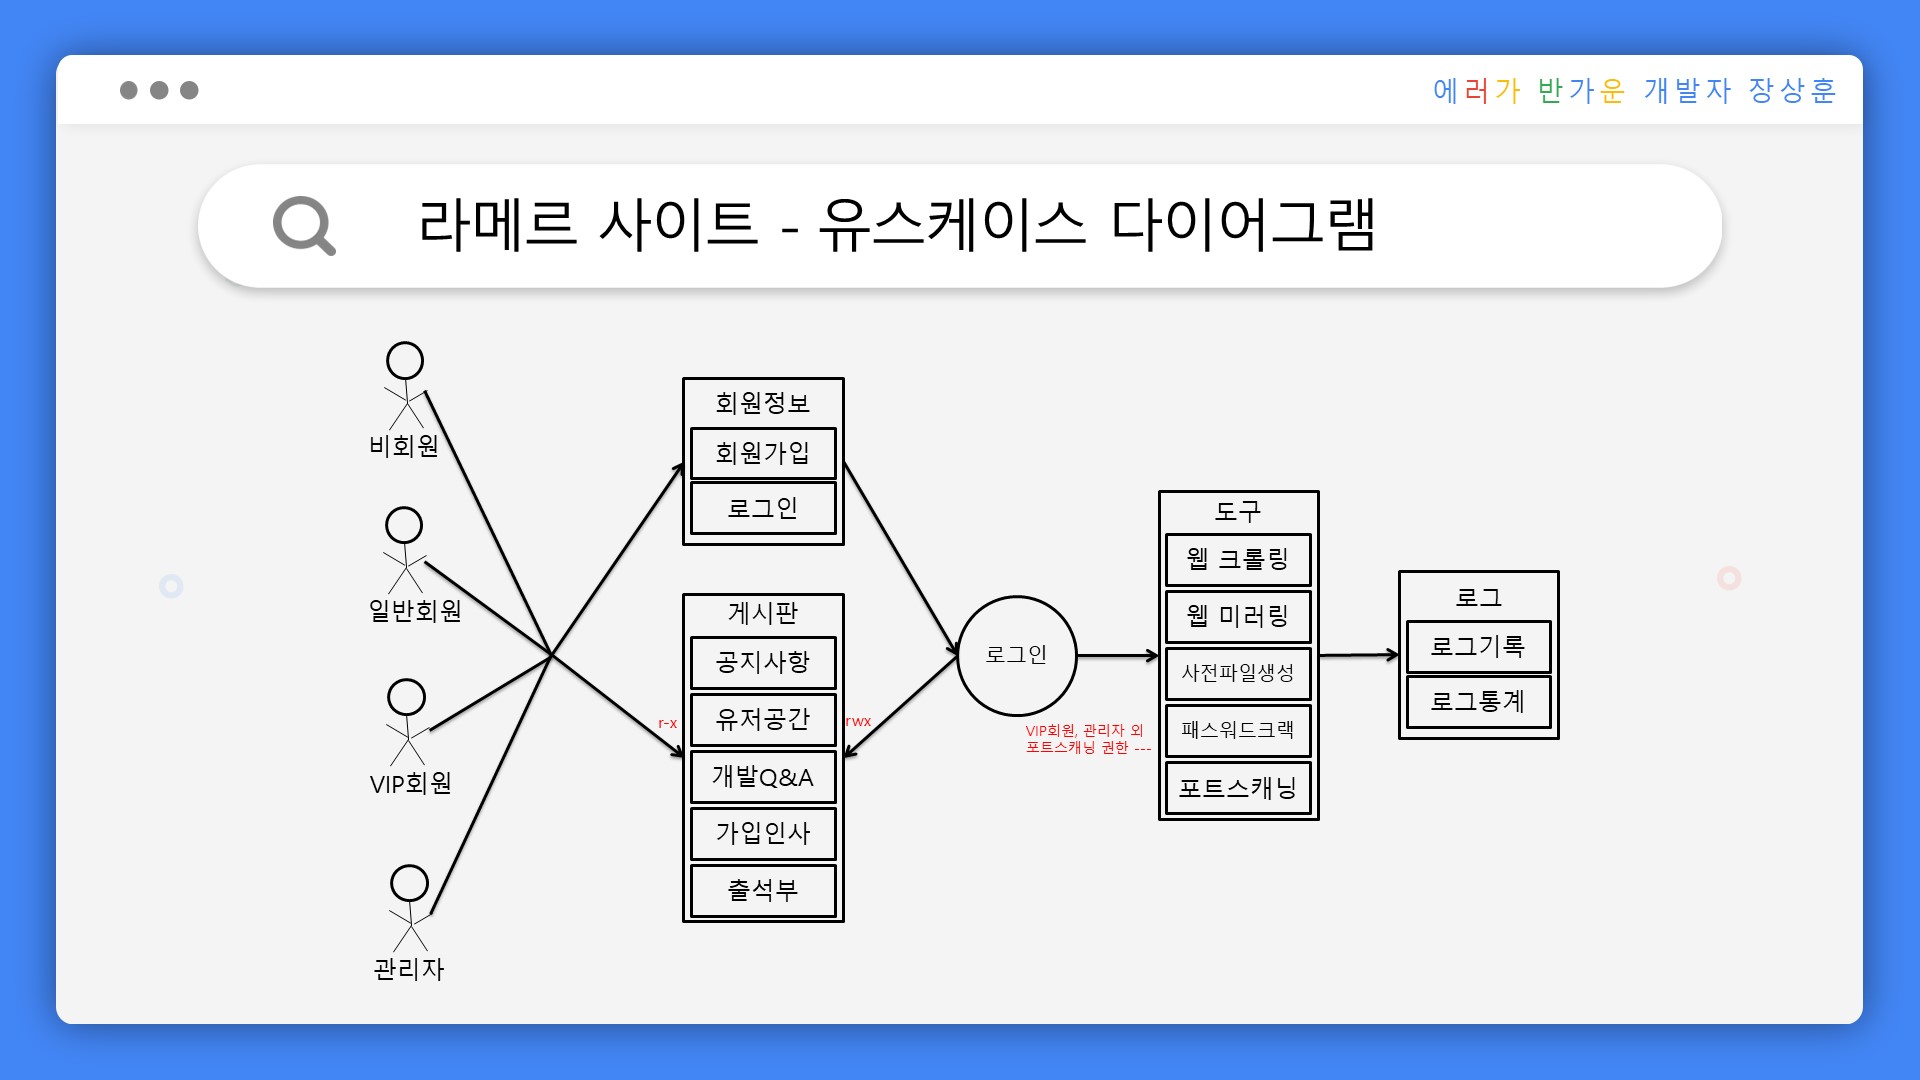 에러가 반가운 개발자 장상훈
라메르 사이트 - 유스케이스 다이어그램
비회원
일반회원
VIP회원
관리자
회원정보
회원가입
로그인
게시판
공지사항
유저공간
개발Q&A
가입인사
출석부
r-x
rwx
로그인
VIP회원, 관리자 외
포트스캐닝 권한 ---
도구
웹 크롤링
웹 미러링
사전파일생성
패스워드크랙
포트스캐닝
로그
로그기록
로그통계